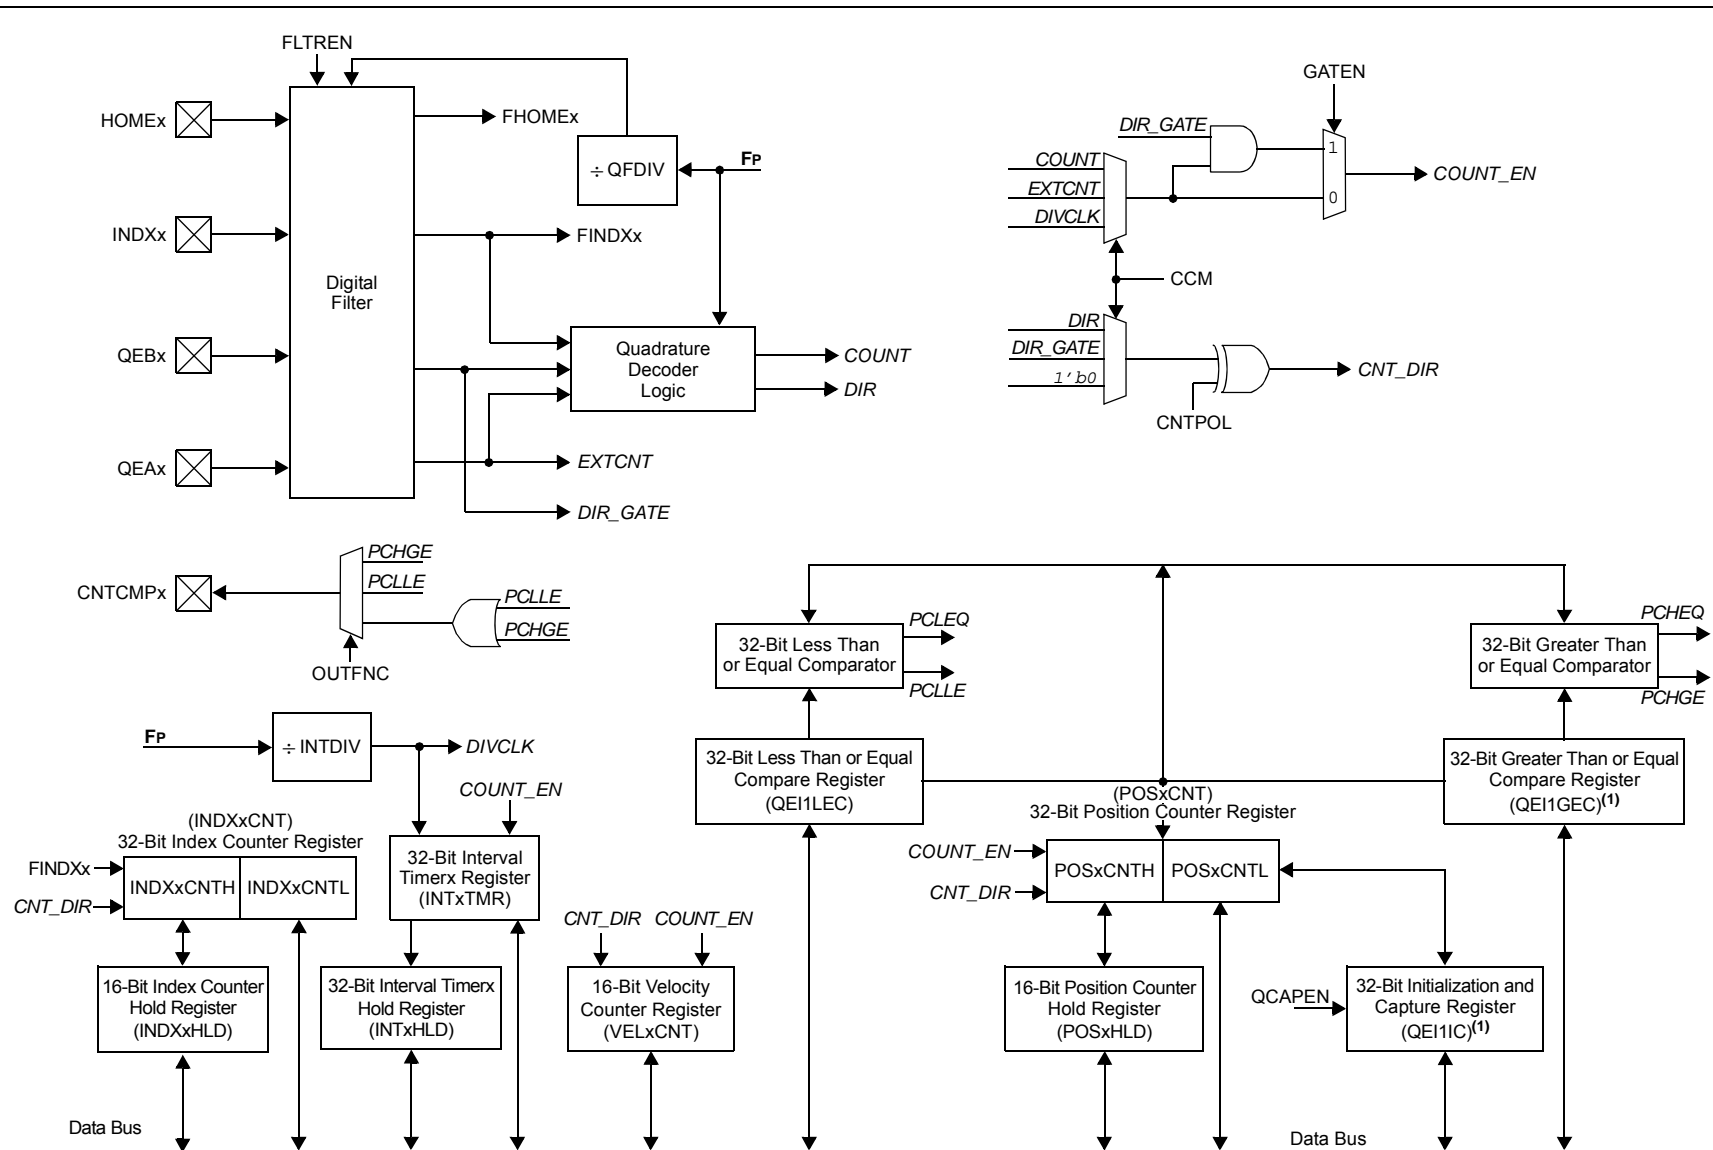 FLTREN
HOMEx
FHOMEx
÷ QFDIV
FP
INDXx
FINDXx
Digital
Filter
QEBx
Quadrature
Decoder
Logic
COUNT
DIR
QEAx
EXTCNT
DIR_GATE
GATEN
DIR_GATE
COUNT
EXTCNT
DIVCLK
1
0
COUNT_EN
CCM
DIR
DIR_GATE
1'b0
CNT_DIR
CNTPOL
CNTCMPx
PCHGE
PCLLE
PCLLE
PCHGE
OUTFNC
32-Bit Less Than
or Equal Comparator
PCLEQ
PCLLE
32-Bit Greater Than
or Equal Comparator
PCHEQ
PCHGE
FP
÷ INTDIV
DIVCLK
COUNT_EN
32-Bit Less Than or Equal
Compare Register
(QEI1LEC)
32-Bit Greater Than or Equal
Compare Register
(QEI1GEC)(1)
(INDXxCNT)
32-Bit Index Counter Register
FINDXx
CNT_DIR
INDXxCNTH
INDXxCNTL
32-Bit Interval
Timerx Register
(INTxTMR)
(POSxCNT)
32-Bit Position Counter Register
COUNT_EN
CNT_DIR
POSxCNTH
POSxCNTL
CNT_DIR
COUNT_EN
16-Bit Index Counter
Hold Register
(INDXxHLD)
32-Bit Interval Timerx
Hold Register
(INTxHLD)
16-Bit Velocity
Counter Register
(VELxCNT)
16-Bit Position Counter
Hold Register
(POSxHLD)
QCAPEN
32-Bit Initialization and
Capture Register
(QEI1IC)(1)
Data Bus
Data Bus